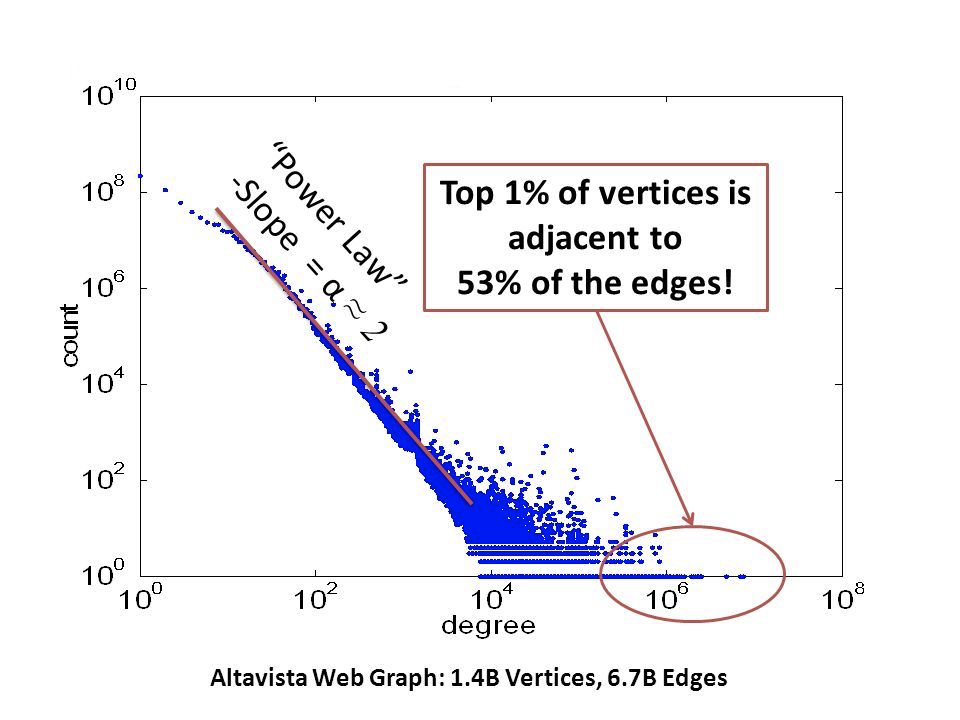 10^10
10^8
10^6
10^4
10^2
10^0
count
“Power Law”
-Slope = α ≈ 2
Top 1% of vertices is
adjacent to
53% of the edges!
10^0 10^2 10^4 10^6 10^8
degree
Altavista Web Graph: 1.4B Vertices, 6.7B Edges